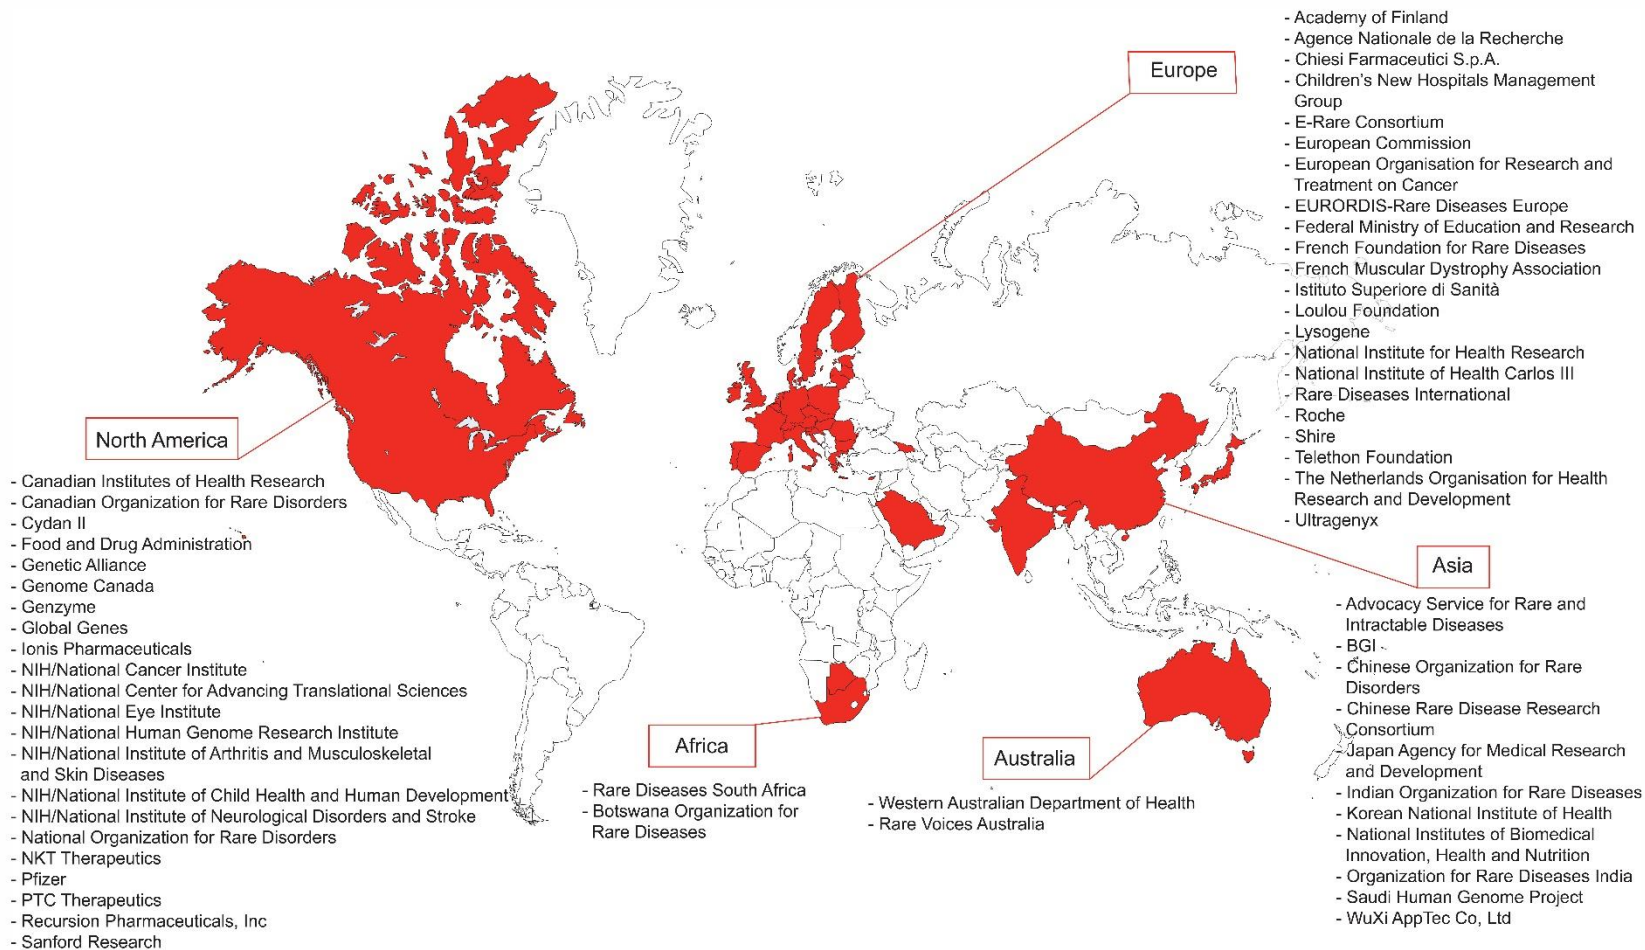 Europe
- Academy of Finland
- Agence Nationale de la Recherche
- Chiesi Farmaceutici S.p.A.
- Children's New Hospitals Management
Group
- E-Rare Consortium
- European Commission
- European Organisation for Research and
Treatment on Cancer
- EURORDIS-Rare Diseases Europe
- Federal Ministry of Education and Research
- French Foundation for Rare Diseases
- French Muscular Dystrophy Association
- Istituto Superiore di Sanità
- Loulou Foundation
- Lysogene
- National Institute for Health Research
- National Institute of Health Carlos III
- Rare Diseases International
- Roche
- Shire
- Telethon Foundation
- The Netherlands Organisation for Health
Research and Development
- Ultragenyx
North America
- Canadian Institutes of Health Research
- Canadian Organization for Rare Disorders
- Cydan II
- Food and Drug Administration
- Genetic Alliance
- Genome Canada
- Genzyme
- Global Genes
- Ionis Pharmaceuticals
- NIH/National Cancer Institute
- NIH/National Center for Advancing Translational Sciences
- NIH/National Eye Institute
- NIH/National Human Genome Research Institute
- NIH/National Institute of Arthritis and Musculoskeletal
and Skin Diseases
- NIH/National Institute of Child Health and Human Development
- NIH/National Institute of Neurological Disorders and Stroke
- National Organization for Rare Disorders
- NKT Therapeutics
- Pfizer
- PTC Therapeutics
- Recursion Pharmaceuticals, Inc
- Sanford Research
Africa
- Rare Diseases South Africa
- Botswana Organization for
Rare Diseases
Australia
- Western Australian Department of Health
- Rare Voices Australia
Asia
- Advocacy Service for Rare and
Intractable Diseases
- BGI
- Chinese Organization for Rare
Disorders
- Chinese Rare Disease Research
Consortium
- Japan Agency for Medical Research
and Development
- Indian Organization for Rare Diseases
- Korean National Institute of Health
- National Institutes of Biomedical
Innovation, Health and Nutrition
- Organization for Rare Diseases India
- Saudi Human Genome Project
- WuXi AppTec Co, Ltd